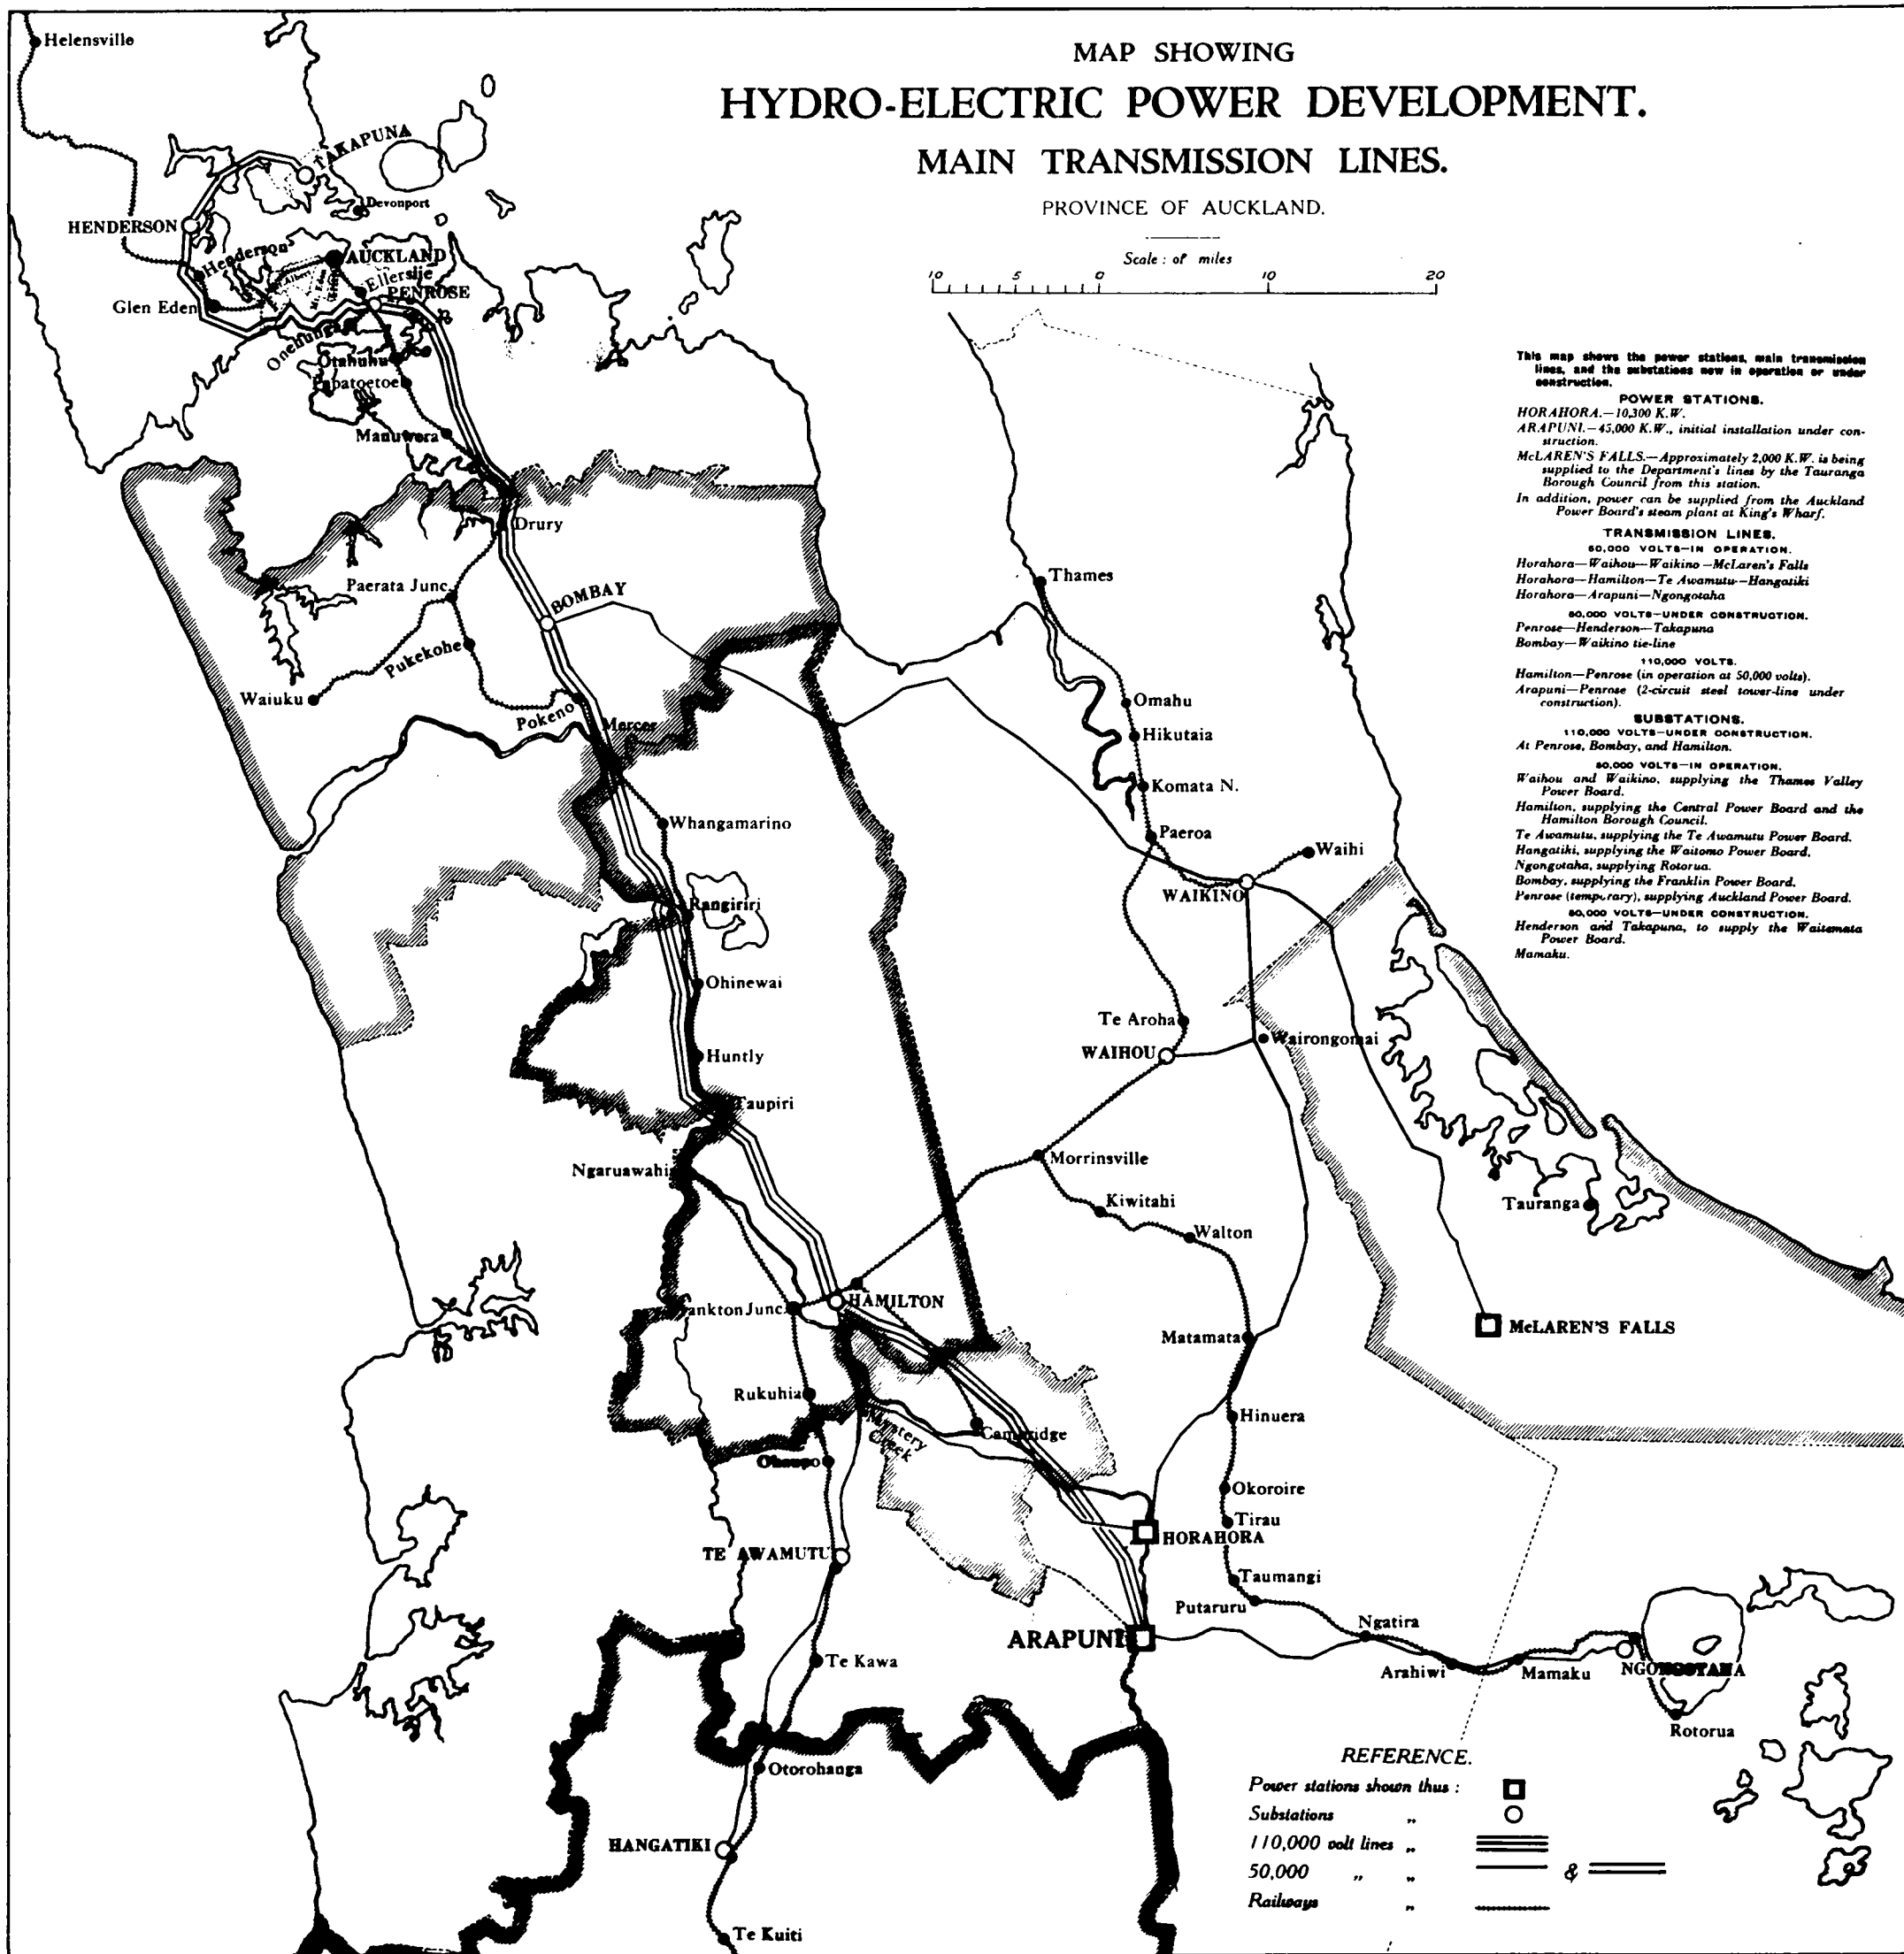 MAP SHOWING
HYDRO-ELECTRIC POWER DEVELOPMENT.
MAIN TRANSMISSION LINES.
PROVINCE OF AUCKLAND.
Scale: of miles
10 5 0 10 20
This map shows the power stations, main transmission
lines, and the substations now in operation or under
construction.
POWER STATIONS.
HORAHORA.—10,300 K.W.
ARAPUNI.—45,000 K.W., initial installation under con-
struction.
McLAREN'S FALLS.—Approximately 2,000 K.W. is being
supplied to the Department's lines by the Tauranga
Borough Council from this station.
In addition, power can be supplied from the Auckland
Power Board's steam plant at King's Wharf.
TRANSMISSION LINES.
50,000 VOLTS—IN OPERATION.
Horahora—Waihou—Waikino—McLaren's Falls
Horahora—Hamilton—Te Awamutu—Hangatiki
Horahora—Arapuni—Ngongotaha
50,000 VOLTS—UNDER CONSTRUCTION.
Penrose—Henderson—Takapuna
Bombay—Waikino tie-line
110,000 VOLTS.
Hamilton—Penrose (in operation at 50,000 volts).
Arapuni—Penrose (2-circuit steel tower-line under
construction).
SUBSTATIONS.
110,000 VOLTS—UNDER CONSTRUCTION.
At Penrose, Bombay, and Hamilton.
50,000 VOLTS—IN OPERATION.
Waihou and Waikino, supplying the Thames Valley
Power Board.
Hamilton, supplying the Central Power Board and the
Hamilton Borough Council.
Te Awamutu, supplying the Te Awamutu Power Board.
Hangatiki, supplying the Waitomo Power Board.
Ngongotaha, supplying Rotorua.
Bombay, supplying the Franklin Power Board.
Penrose (temporary), supplying Auckland Power Board.
50,000 VOLTS—UNDER CONSTRUCTION.
Henderson and Takapuna, to supply the Waitemata
Power Board.
Mamaku.
Helensville
TAKAPUNA
Devonport
HENDERSON
Henderson
AUCKLAND
Ellerslie
PENROSE
Glen Eden
Onehunga
Otahuhu
Papatoetoe
Manuwera
Drury
Paerata Junc.
BOMBAY
Pukekohe
Waiuku
Pokeno
Mercer
Thames
Omahu
Hikutaia
Komata N.
Paeroa
Waihi
WAIKINO
Whangamarino
Rangiriri
Ohinewai
Huntly
Taupiri
Te Aroha
WAIHOU
Wairongomai
Ngaruawahi
Morrinsville
Kiwitahi
Walton
Tauranga
ankton Junc.
HAMILTON
McLAREN'S FALLS
Matamata
Rukuhia
Mystery
Creek
Cambridge
Hinuera
Ohaupo
Okoroire
Tirau
HORAHORA
TE AWAMUTU
Taumangi
Putaruru
ARAPUNI
Ngatira
Arahiwi
Mamaku
NGONGOTAHA
Rotorua
Te Kawa
Otorohanga
HANGATIKI
Te Kuiti
REFERENCE.
Power stations shown thus :
Substations „
110,000 volt lines „
50,000 „ „ &
Railways „